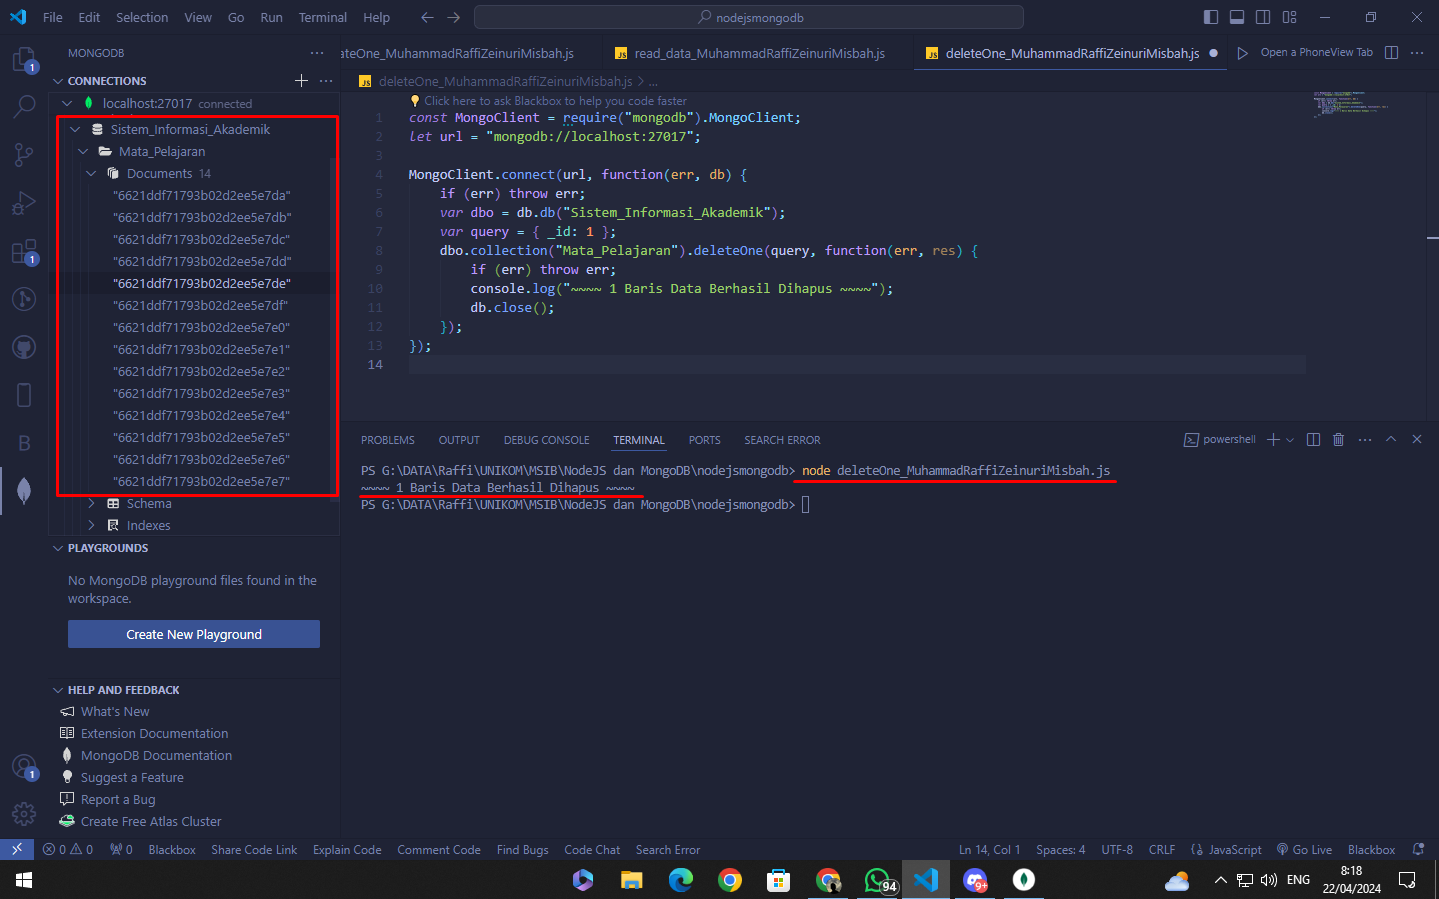 File Edit Selection View Go Run Terminal Help
nodejsmongodb
MONGODB
CONNECTIONS
localhost:27017 connected
Sistem_Informasi_Akademik
Mata_Pelajaran
Documents 14
"6621ddf71793b02d2ee5e7da"
"6621ddf71793b02d2ee5e7db"
"6621ddf71793b02d2ee5e7dc"
"6621ddf71793b02d2ee5e7dd"
"6621ddf71793b02d2ee5e7de"
"6621ddf71793b02d2ee5e7df"
"6621ddf71793b02d2ee5e7e0"
"6621ddf71793b02d2ee5e7e1"
"6621ddf71793b02d2ee5e7e2"
"6621ddf71793b02d2ee5e7e3"
"6621ddf71793b02d2ee5e7e4"
"6621ddf71793b02d2ee5e7e5"
"6621ddf71793b02d2ee5e7e6"
"6621ddf71793b02d2ee5e7e7"
Schema
Indexes
PLAYGROUNDS
No MongoDB playground files found in the
workspace.
Create New Playground
HELP AND FEEDBACK
What's New
Extension Documentation
MongoDB Documentation
Suggest a Feature
Report a Bug
Create Free Atlas Cluster
1
1
1
B
ateOne_MuhammadRaffiZeinuriMisbah.js
JS read_data_MuhammadRaffiZeinuriMisbah.js
JS deleteOne_MuhammadRaffiZeinuriMisbah.js
Open a PhoneView Tab
JS deleteOne_MuhammadRaffiZeinuriMisbah.js > ...
Click here to ask Blackbox to help you code faster
1 const MongoClient = require("mongodb").MongoClient;
2 let url = "mongodb://localhost:27017";
3
4 MongoClient.connect(url, function(err, db) {
5 if (err) throw err;
6 var dbo = db.db("Sistem_Informasi_Akademik");
7 var query = { _id: 1 };
8 dbo.collection("Mata_Pelajaran").deleteOne(query, function(err, res) {
9 if (err) throw err;
10 console.log("~~~~ 1 Baris Data Berhasil Dihapus ~~~~");
11 db.close();
12 });
13 });
14
PROBLEMS OUTPUT DEBUG CONSOLE TERMINAL PORTS SEARCH ERROR
powershell
PS G:\DATA\Raffi\UNIKOM\MSIB\NodeJS dan MongoDB\nodejsmongodb> node deleteOne_MuhammadRaffiZeinuriMisbah.js
~~~~ 1 Baris Data Berhasil Dihapus ~~~~
PS G:\DATA\Raffi\UNIKOM\MSIB\NodeJS dan MongoDB\nodejsmongodb>
0 0 0 Blackbox Share Code Link Explain Code Comment Code Find Bugs Code Chat Search Error
Ln 14, Col 1 Spaces: 4 UTF-8 CRLF {} JavaScript Go Live Blackbox
94
9+
ENG
8:18
22/04/2024